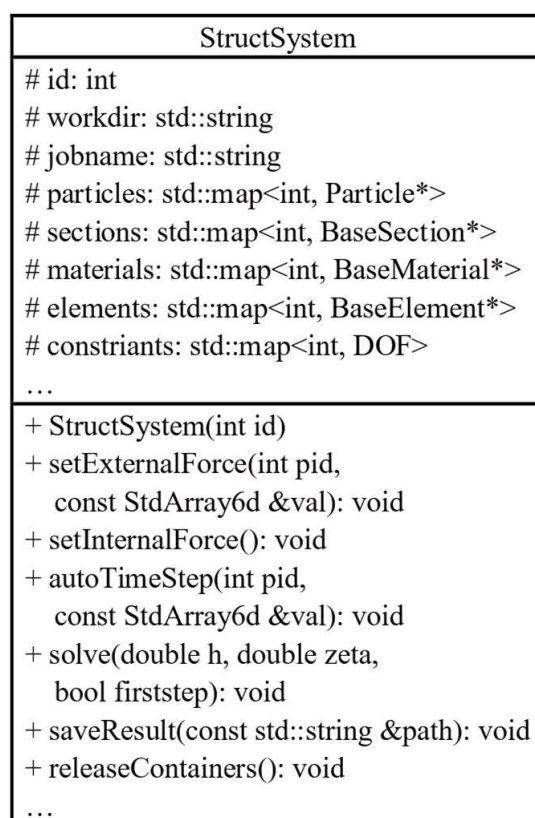 StructSystem
# id: int
# workdir: std::string
# jobname: std::string
# particles: std::map<int, Particle*>
# sections: std::map<int, BaseSection*>
# materials: std::map<int, BaseMaterial*>
# elements: std::map<int, BaseElement*>
# constriants: std::map<int, DOF>
…
+ StructSystem(int id)
+ setExternalForce(int pid,
const StdArray6d &val): void
+ setInternalForce(): void
+ autoTimeStep(int pid,
const StdArray6d &val): void
+ solve(double h, double zeta,
bool firststep): void
+ saveResult(const std::string &path): void
+ releaseContainers(): void
…